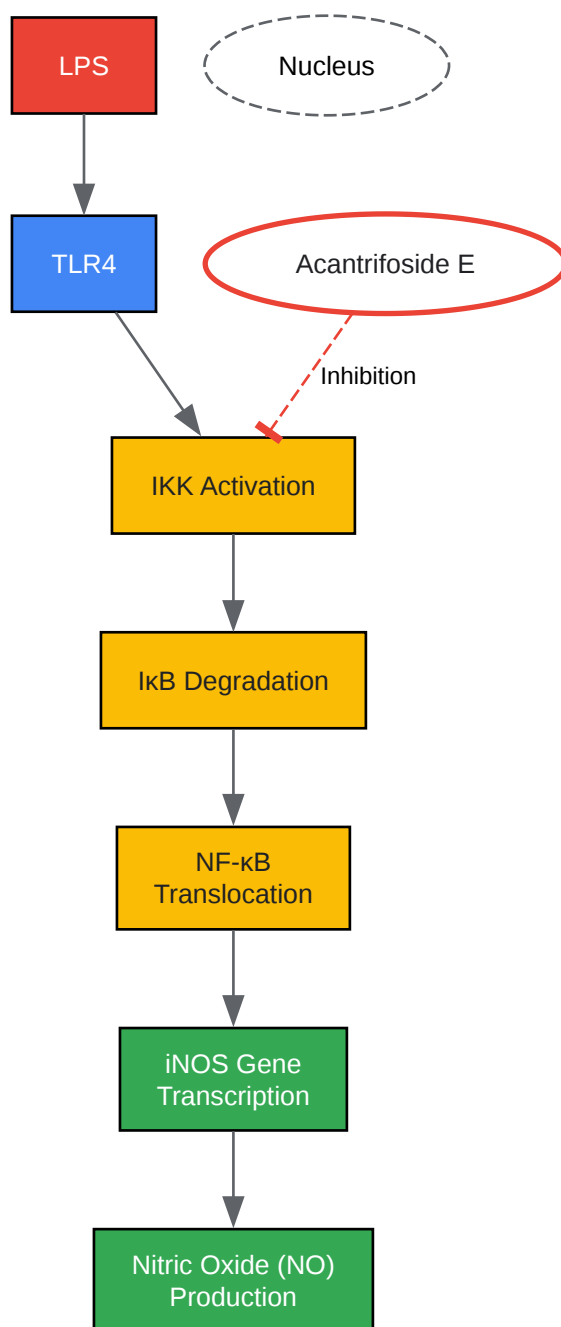 LPS
Nucleus
TLR4
Acantrifoside E
Inhibition
IKK Activation
IκB Degradation
NF-κB
Translocation
iNOS Gene
Transcription
Nitric Oxide (NO)
Production